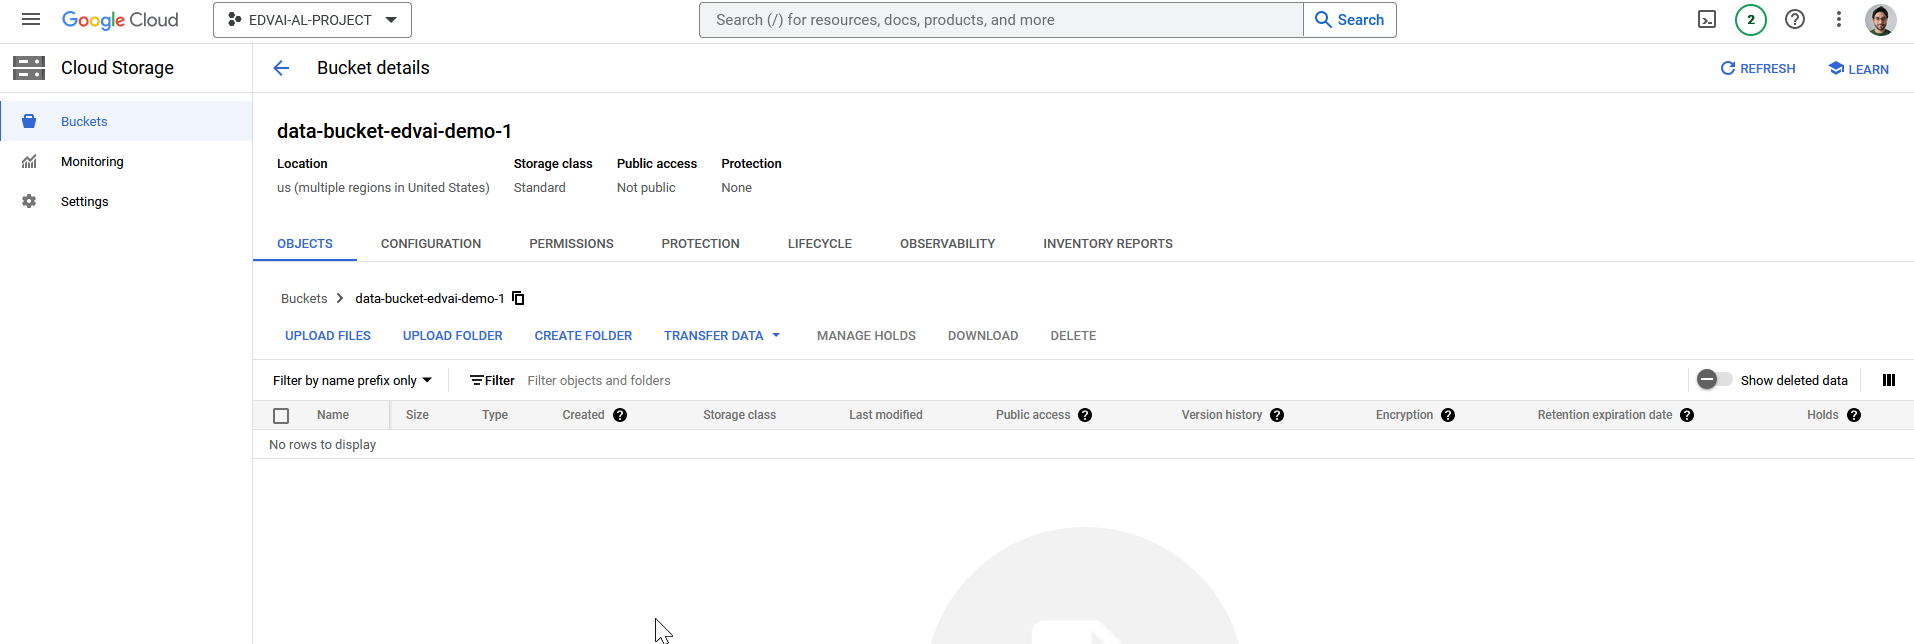 Google Cloud
EDVAI-AL-PROJECT
Search (/) for resources, docs, products, and more
Search
2
Cloud Storage
Bucket details
REFRESH
LEARN
Buckets
Monitoring
Settings
data-bucket-edvai-demo-1
Location Storage class Public access Protection
us (multiple regions in United States) Standard Not public None
OBJECTS CONFIGURATION PERMISSIONS PROTECTION LIFECYCLE OBSERVABILITY INVENTORY REPORTS
Buckets > data-bucket-edvai-demo-1
UPLOAD FILES UPLOAD FOLDER CREATE FOLDER TRANSFER DATA MANAGE HOLDS DOWNLOAD DELETE
Filter by name prefix only Filter Filter objects and folders Show deleted data
Name Size Type Created Storage class Last modified Public access Version history Encryption Retention expiration date Holds
No rows to display